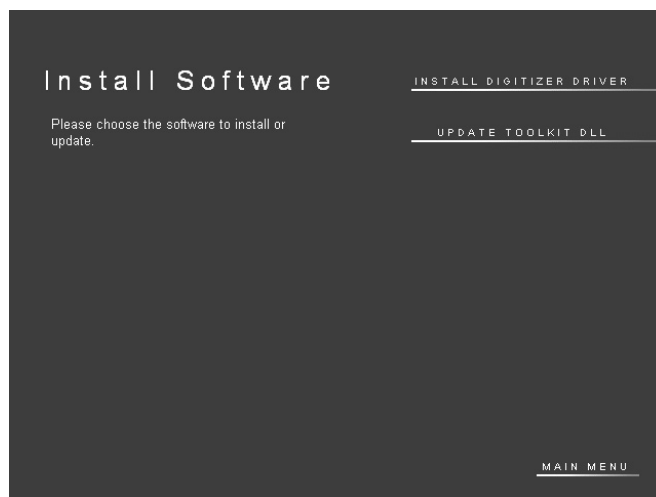 Install Software
INSTALL DIGITIZER DRIVER
Please choose the software to install or
update.
UPDATE TOOLKIT DLL
MAIN MENU